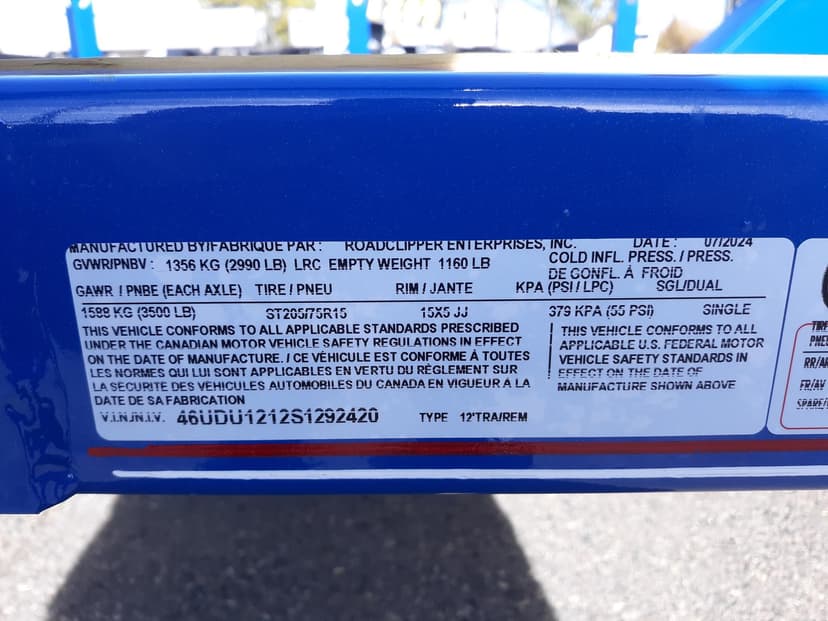 MANUFACTURED BY/FABRIQUE PAR : ROADCLIPPER ENTERPRISES, INC. DATE : 07/2024
GVWR/PNBV : 1356 KG (2990 LB) LRC EMPTY WEIGHT 1160 LB COLD INFL. PRESS. / PRESS.
DE GONFL. À FROID
GAWR / PNBE (EACH AXLE) TIRE / PNEU RIM / JANTE KPA (PSI / LPC) SGL/DUAL
1588 KG (3500 LB) ST205/75R15 15X5 JJ 379 KPA (55 PSI) SINGLE
THIS VEHICLE CONFORMS TO ALL APPLICABLE STANDARDS PRESCRIBED
UNDER THE CANADIAN MOTOR VEHICLE SAFETY REGULATIONS IN EFFECT
ON THE DATE OF MANUFACTURE. / CE VÉHICULE EST CONFORME À TOUTES
LES NORMES QUI LUI SONT APPLICABLES EN VERTU DU RÈGLEMENT SUR
LA SÉCURITÉ DES VÉHICULES AUTOMOBILES DU CANADA EN VIGUEUR À LA
DATE DE SA FABRICATION
THIS VEHICLE CONFORMS TO ALL
APPLICABLE U.S. FEDERAL MOTOR
VEHICLE SAFETY STANDARDS IN
EFFECT ON THE DATE OF
MANUFACTURE SHOWN ABOVE
V.I.N./N.I.V. 46UDU1212S1292420 TYPE 12'TRA/REM
RR/AR
FR/AV